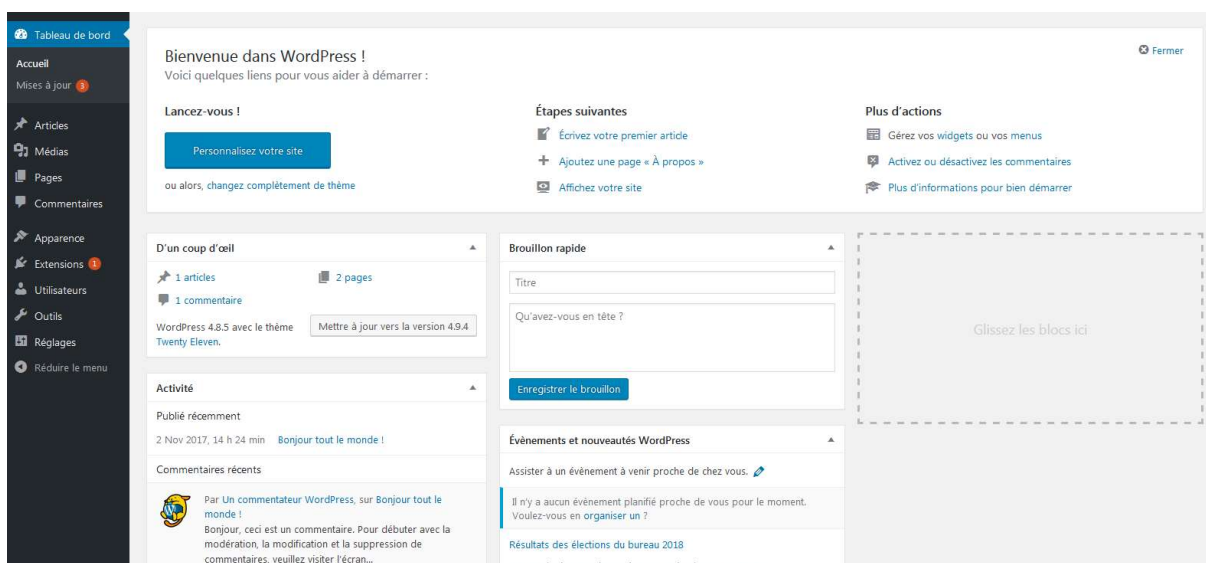 Tableau de bord
Accueil
Mises à jour 3
Articles
Médias
Pages
Commentaires
Apparence
Extensions 1
Utilisateurs
Outils
Réglages
Réduire le menu
Bienvenue dans WordPress !
Voici quelques liens pour vous aider à démarrer :
Fermer
Lancez-vous !
Personnalisez votre site
ou alors, changez complètement de thème
Étapes suivantes
Écrivez votre premier article
Ajoutez une page « À propos »
Affichez votre site
Plus d'actions
Gérez vos widgets ou vos menus
Activez ou désactivez les commentaires
Plus d'informations pour bien démarrer
D'un coup d'œil
1 articles
2 pages
1 commentaire
WordPress 4.8.5 avec le thème
Twenty Eleven.
Mettre à jour vers la version 4.9.4
Activité
Publié récemment
2 Nov 2017, 14 h 24 min Bonjour tout le monde !
Commentaires récents
Par Un commentateur WordPress, sur Bonjour tout le
monde !
Bonjour, ceci est un commentaire. Pour débuter avec la
modération, la modification et la suppression de
commentaires, veuillez visiter l'écran...
Brouillon rapide
Titre
Qu'avez-vous en tête ?
Enregistrer le brouillon
Évènements et nouveautés WordPress
Assister à un évènement à venir proche de chez vous.
Il n'y a aucun évènement planifié proche de vous pour le moment.
Voulez-vous en organiser un ?
Résultats des élections du bureau 2018
Glissez les blocs ici